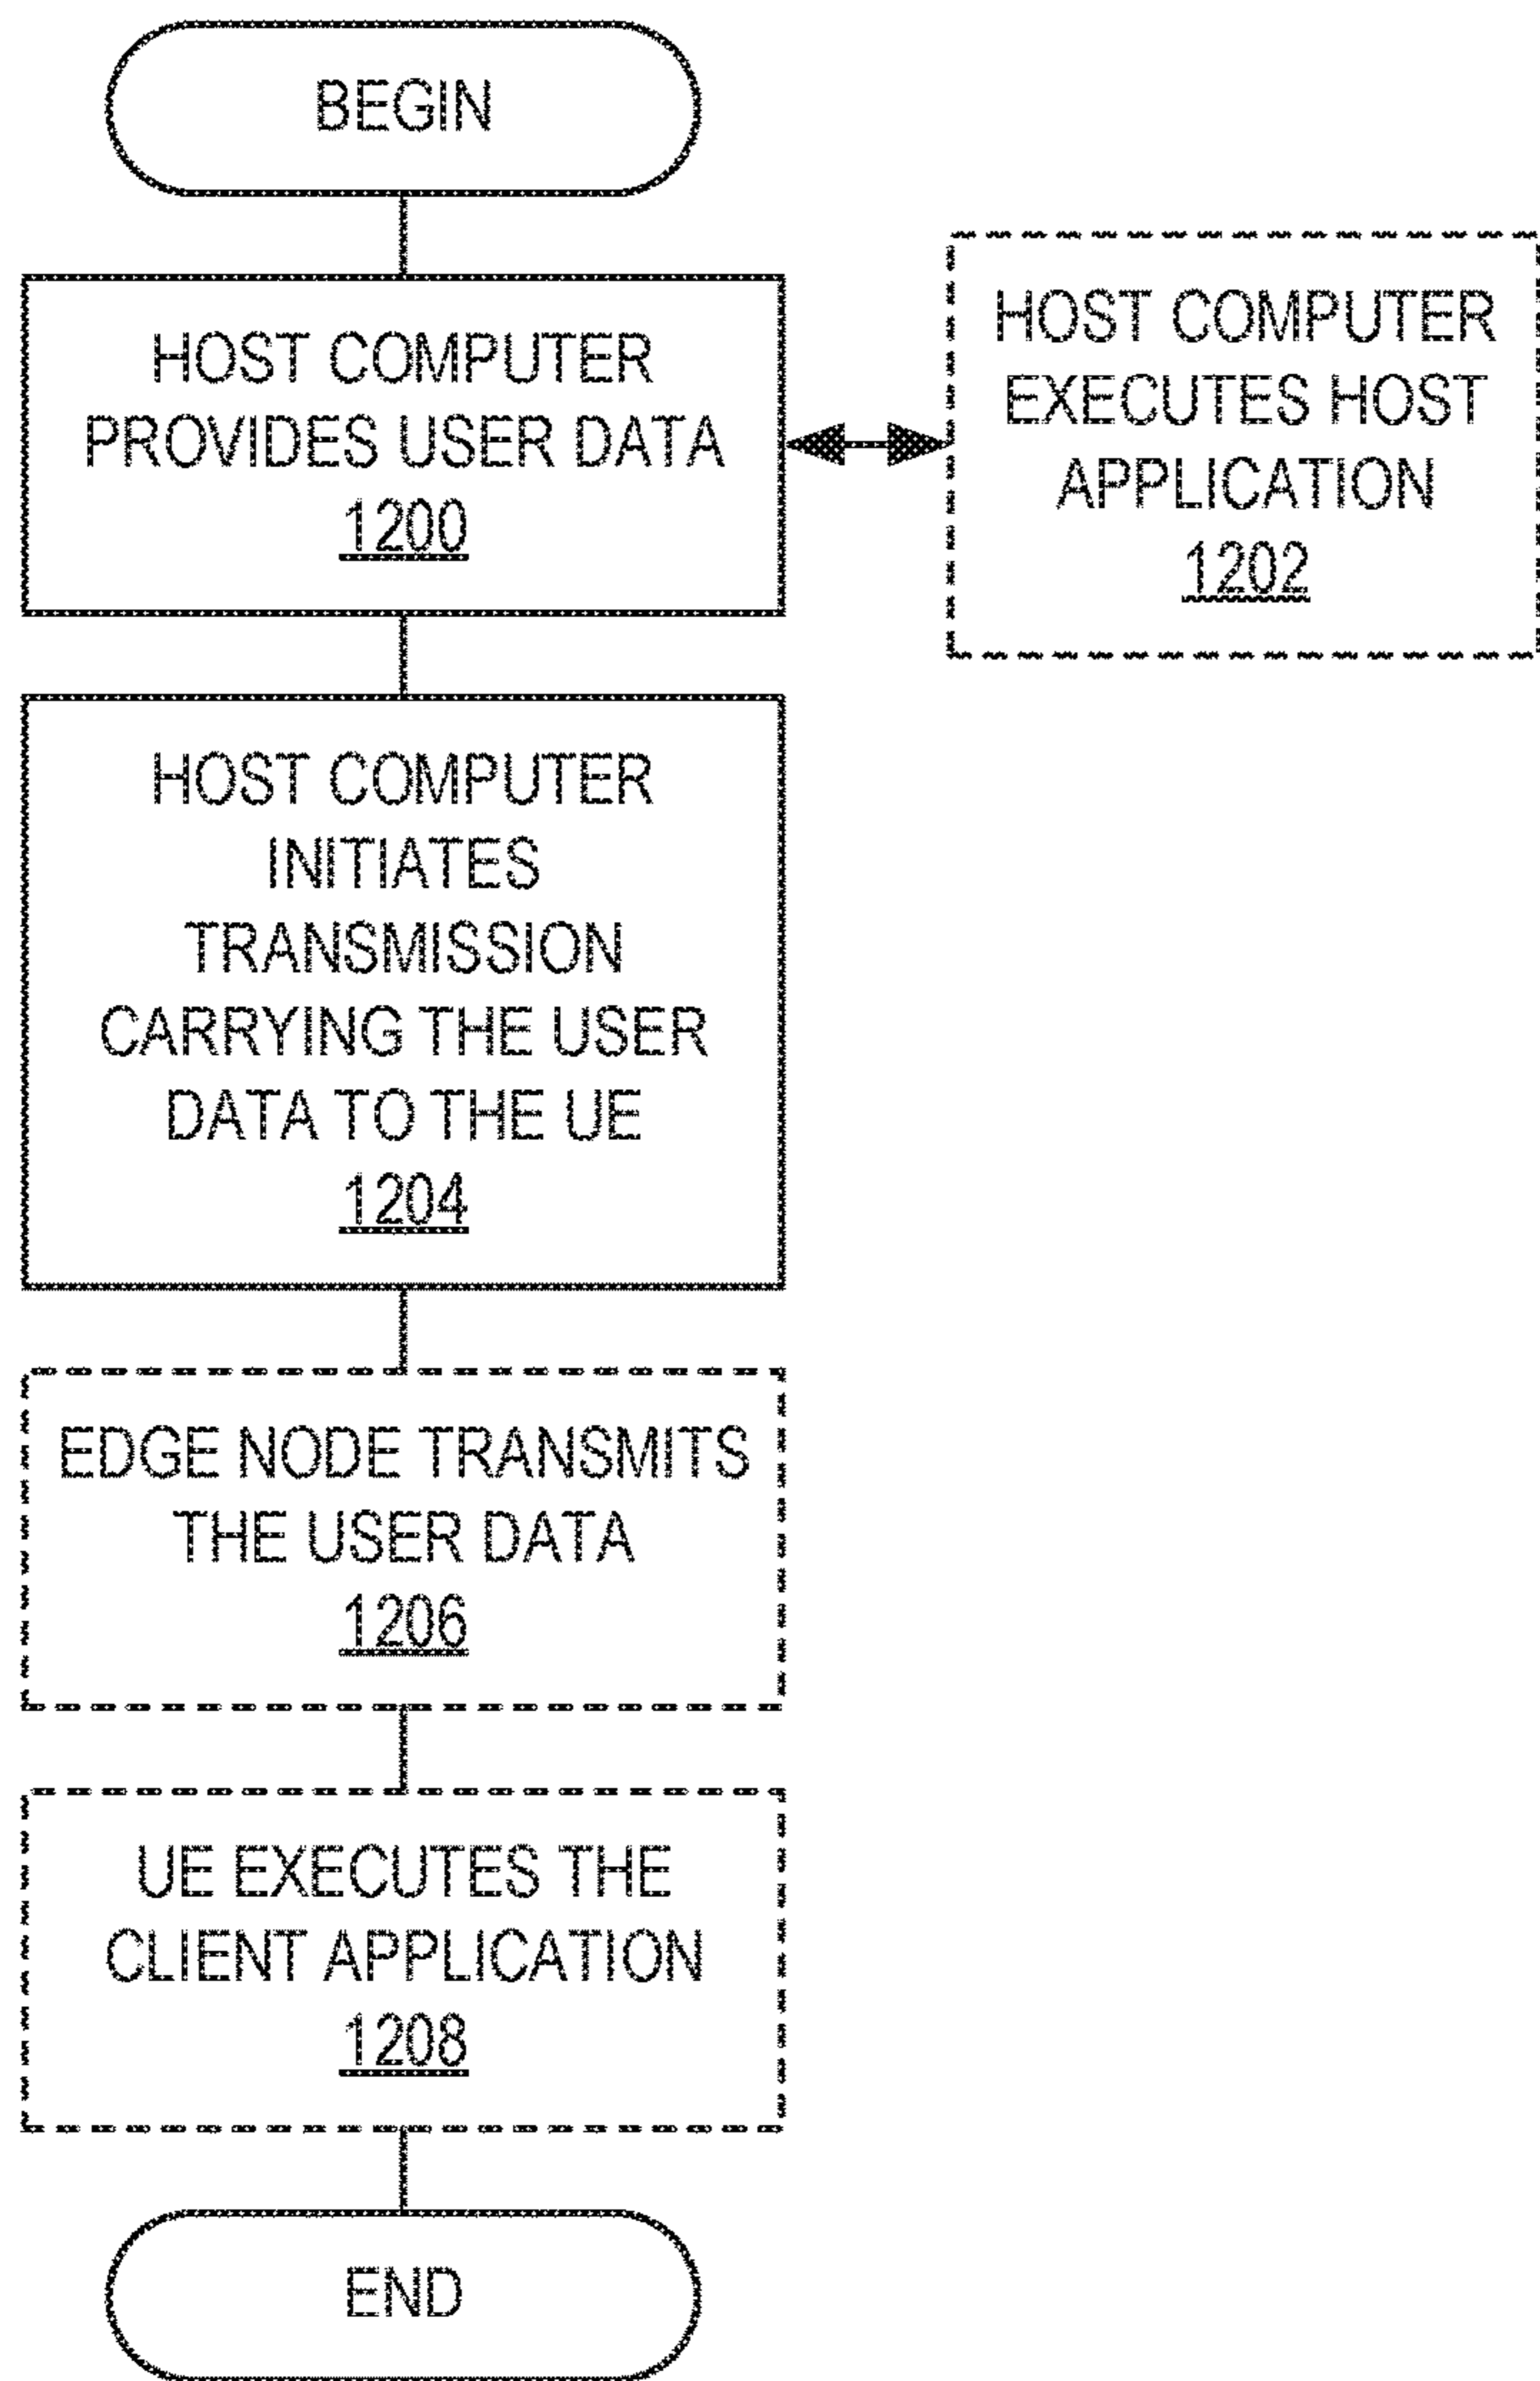 BEGIN
HOST COMPUTER
PROVIDES USER DATA
1200
HOST COMPUTER
EXECUTES HOST
APPLICATION
1202
HOST COMPUTER
INITIATES
TRANSMISSION
CARRYING THE USER
DATA TO THE UE
1204
EDGE NODE TRANSMITS
THE USER DATA
1206
UE EXECUTES THE
CLIENT APPLICATION
1208
END